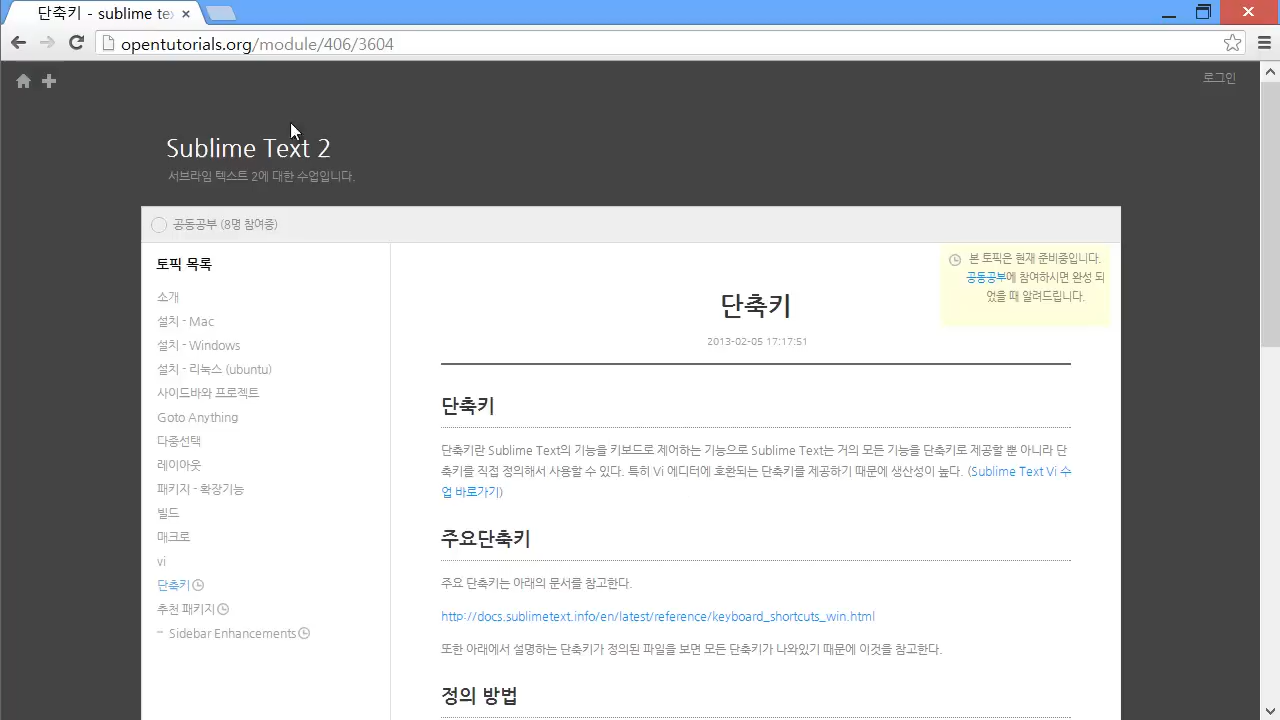 단축키 - sublime te
opentutorials.org/module/406/3604
로그인
Sublime Text 2
서브라임 텍스트 2에 대한 수업입니다.
공동공부 (8명 참여중)
토픽 목록
소개
설치 - Mac
설치 - Windows
설치 - 리눅스 (ubuntu)
사이드바와 프로젝트
Goto Anything
다중선택
레이아웃
패키지 - 확장기능
빌드
매크로
vi
단축키
추천 패키지
- Sidebar Enhancements
본 토픽은 현재 준비중입니다.
공동공부에 참여하시면 완성 되
었을 때 알려드립니다.
단축키
2013-02-05 17:17:51
단축키
단축키란 Sublime Text의 기능을 키보드로 제어하는 기능으로 Sublime Text는 거의 모든 기능을 단축키로 제공할 뿐 아니라 단
축키를 직접 정의해서 사용할 수 있다. 특히 Vi 에디터에 호환되는 단축키를 제공하기 때문에 생산성이 높다. (Sublime Text Vi 수
업 바로가기)
주요단축키
주요 단축키는 아래의 문서를 참고한다.
http://docs.sublimetext.info/en/latest/reference/keyboard_shortcuts_win.html
또한 아래에서 설명하는 단축키가 정의된 파일을 보면 모든 단축키가 나와있기 때문에 이것을 참고한다.
정의 방법